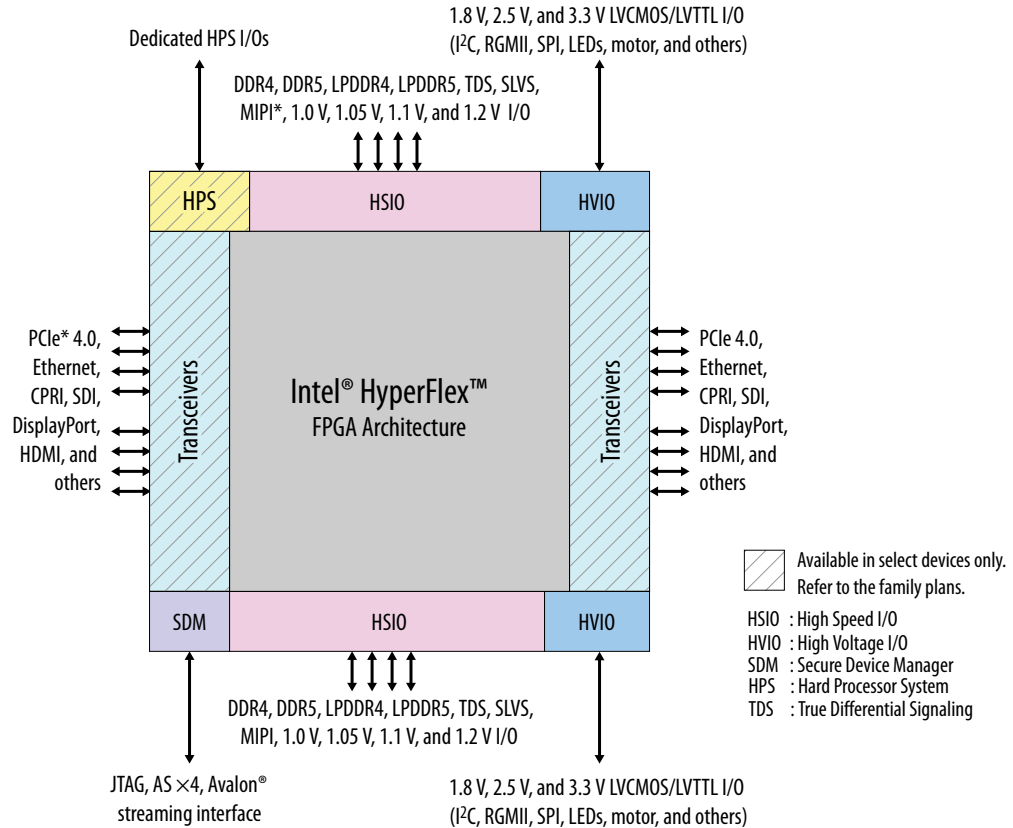 1.8 V, 2.5 V, and 3.3 V LVCMOS/LVTTL I/O
(I²C, RGMII, SPI, LEDs, motor, and others)
Dedicated HPS I/Os
DDR4, DDR5, LPDDR4, LPDDR5, TDS, SLVS,
MIPI*, 1.0 V, 1.05 V, 1.1 V, and 1.2 V I/O
HPS
HSIO
HVIO
PCIe* 4.0,
Ethernet,
CPRI, SDI,
DisplayPort,
HDMI, and
others
Transceivers
Intel® HyperFlex™
FPGA Architecture
Transceivers
PCIe 4.0,
Ethernet,
CPRI, SDI,
DisplayPort,
HDMI, and
others
SDM
HSIO
HVIO
DDR4, DDR5, LPDDR4, LPDDR5, TDS, SLVS,
MIPI, 1.0 V, 1.05 V, 1.1 V, and 1.2 V I/O
JTAG, AS ×4, Avalon®
streaming interface
1.8 V, 2.5 V, and 3.3 V LVCMOS/LVTTL I/O
(I²C, RGMII, SPI, LEDs, motor, and others)
Available in select devices only.
Refer to the family plans.
HSIO : High Speed I/O
HVIO : High Voltage I/O
SDM : Secure Device Manager
HPS : Hard Processor System
TDS : True Differential Signaling